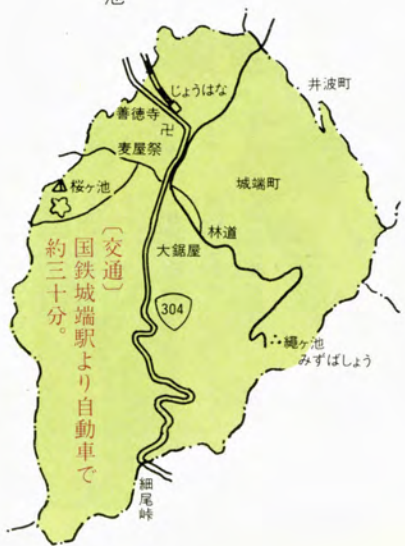 池
じょうはな
井波町
善徳寺
卍
麦屋祭
城端町
桜ヶ池
林道
大鋸屋
〔交通〕
国鉄城端駅より自動車で
約三十分。
304
縄ヶ池
みずばしょう
細尾峠